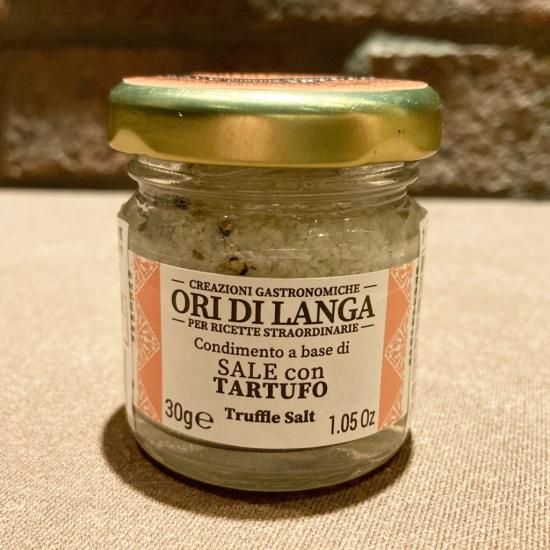 CREAZIONI GASTRONOMICHE
ORI DI LANGA
PER RICETTE STRAORDINARIE
Condimento a base di
SALE con
TARTUFO
30g℮ Truffle Salt 1.05 Oz